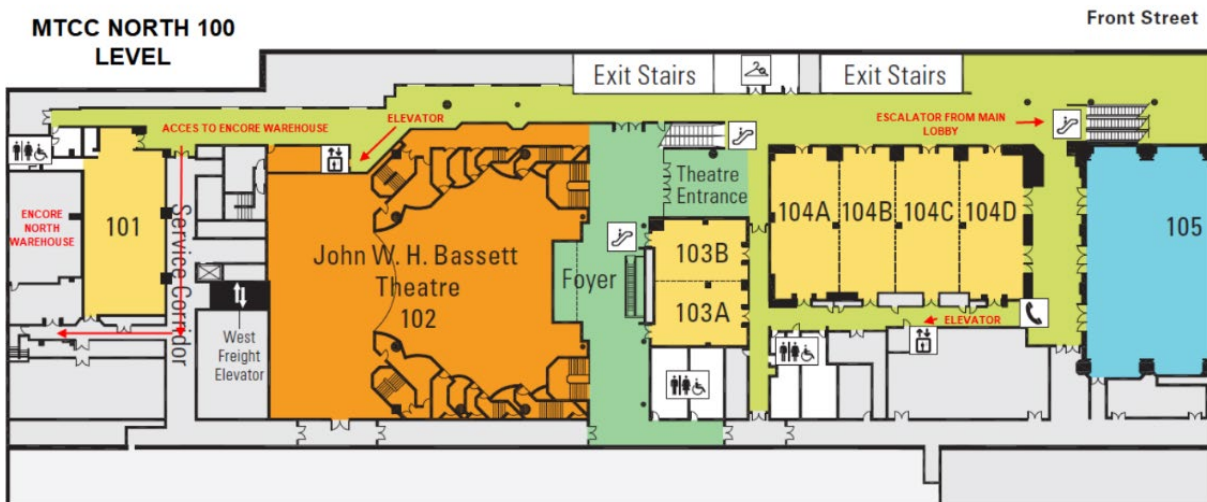 MTCC NORTH 100
LEVEL
Front Street
Exit Stairs
Exit Stairs
ACCES TO ENCORE WAREHOUSE
ELEVATOR
ESCALATOR FROM MAIN
LOBBY
Theatre
Entrance
ENCORE
NORTH
WAREHOUSE
101
Service Corridor
John W. H. Bassett
Theatre
102
Foyer
103B
103A
104A
104B
104C
104D
105
ELEVATOR
West
Freight
Elevator